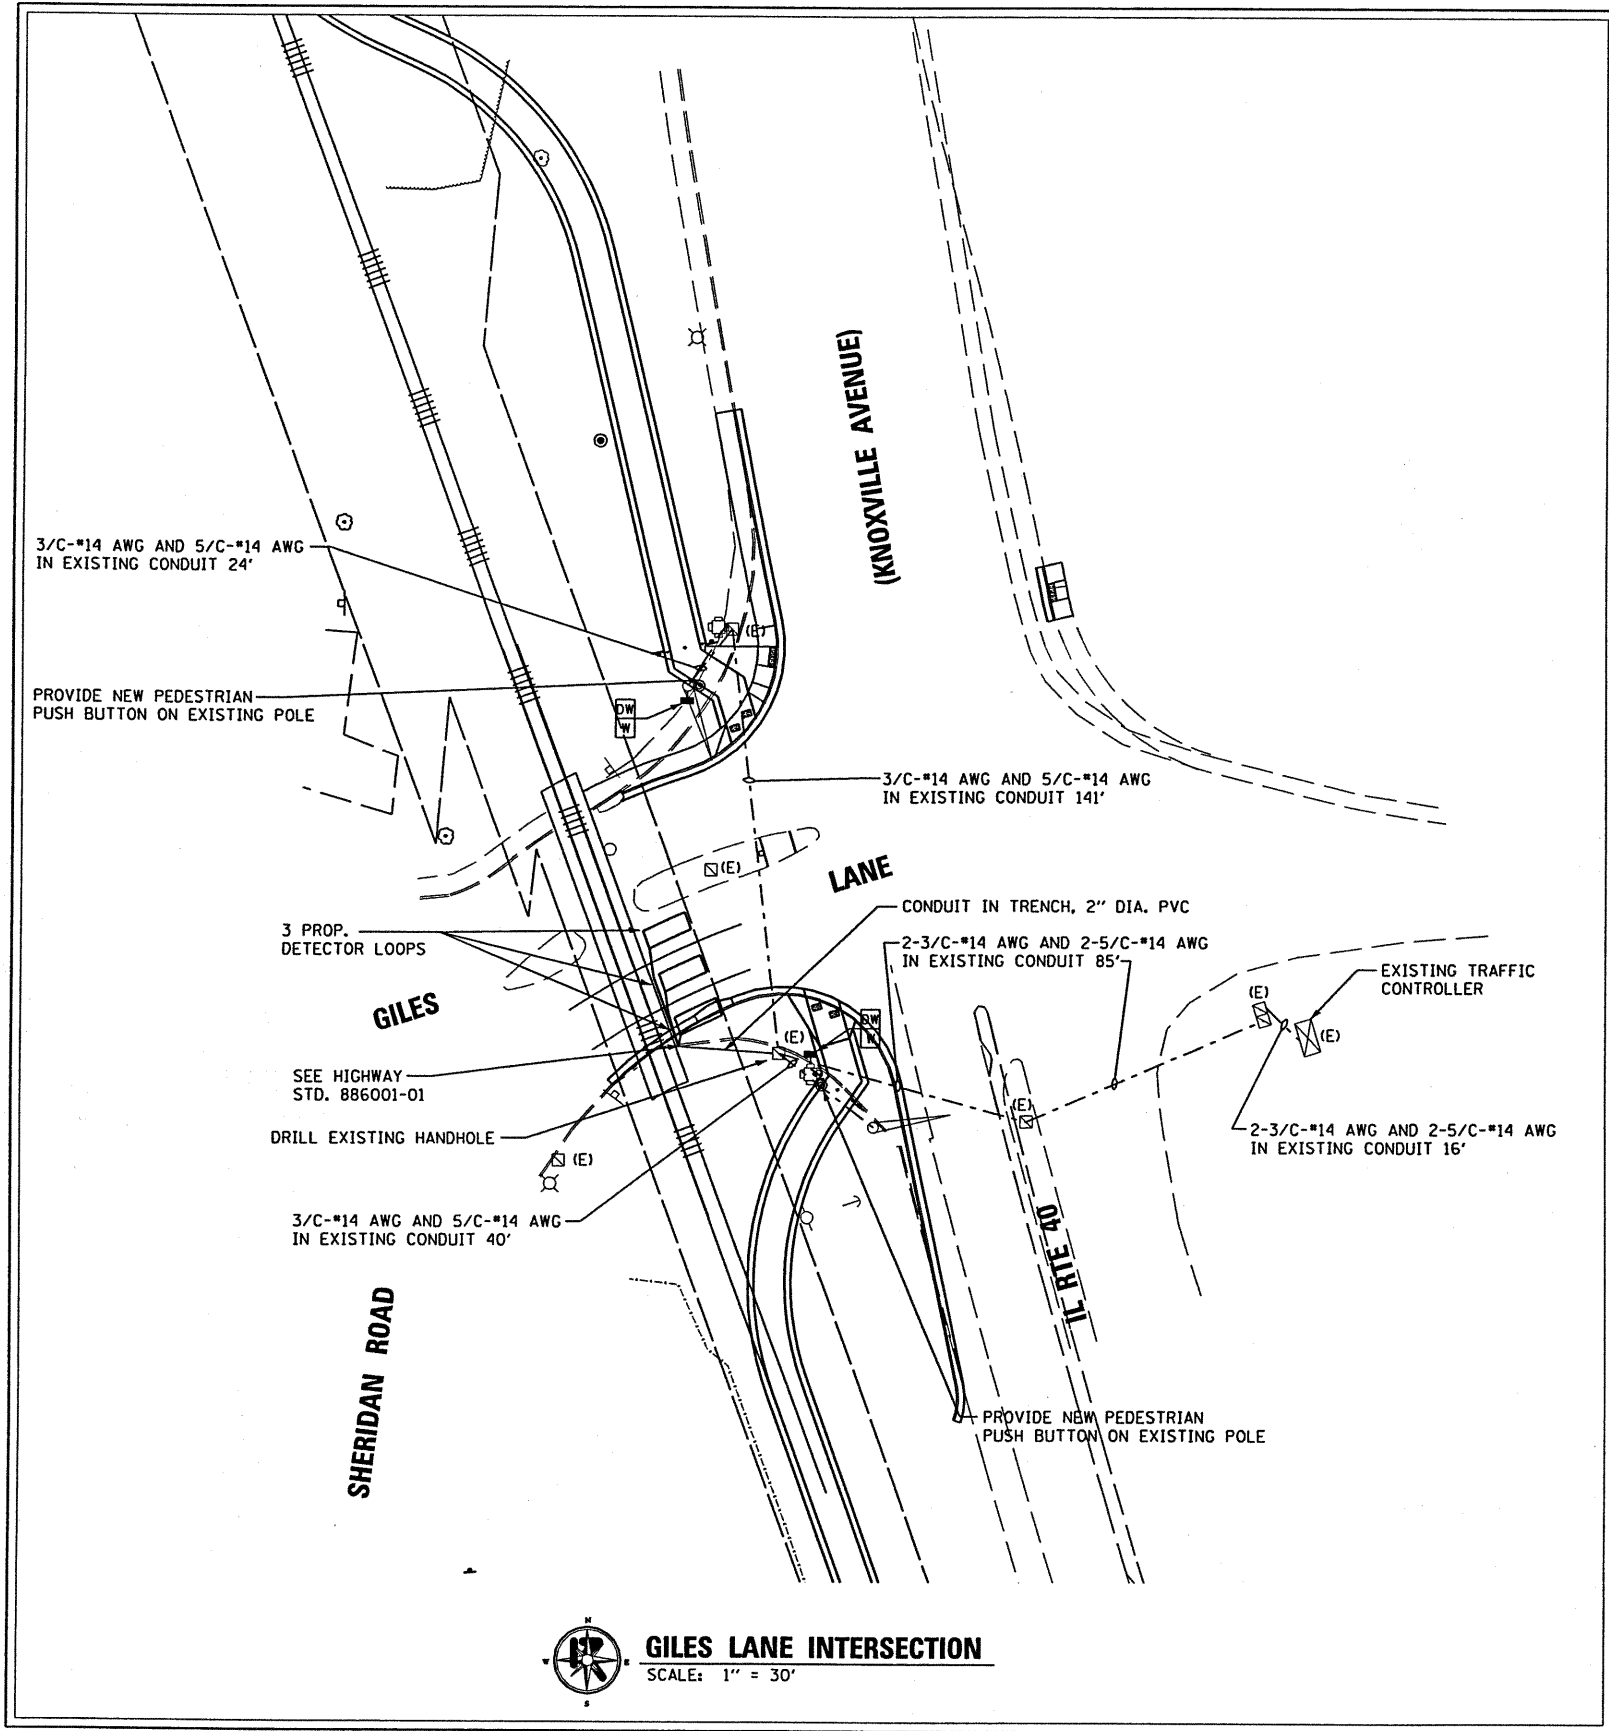 (KNOXVILLE AVENUE)
3/C-#14 AWG AND 5/C-#14 AWG
IN EXISTING CONDUIT 24'
(E)
PROVIDE NEW PEDESTRIAN
PUSH BUTTON ON EXISTING POLE
DW
W
3/C-#14 AWG AND 5/C-#14 AWG
IN EXISTING CONDUIT 141'
(E)
LANE
CONDUIT IN TRENCH, 2" DIA. PVC
3 PROP.
DETECTOR LOOPS
2-3/C-#14 AWG AND 2-5/C-#14 AWG
IN EXISTING CONDUIT 85'
EXISTING TRAFFIC
CONTROLLER
GILES
(E)
(E)
(E)
DW
W
SEE HIGHWAY
STD. 886001-01
(E)
DRILL EXISTING HANDHOLE
2-3/C-#14 AWG AND 2-5/C-#14 AWG
IN EXISTING CONDUIT 16'
(E)
3/C-#14 AWG AND 5/C-#14 AWG
IN EXISTING CONDUIT 40'
IL RTE 40
SHERIDAN ROAD
PROVIDE NEW PEDESTRIAN
PUSH BUTTON ON EXISTING POLE
N
E
S
GILES LANE INTERSECTION
SCALE: 1" = 30'